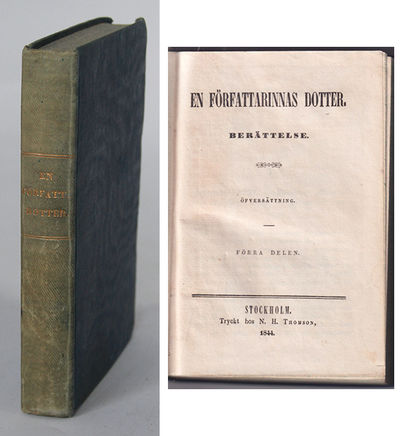 EN
FÖRFATT
DOTTER
EN FÖRFATTARINNAS DOTTER.
BERÄTTELSE.
ÖFVERSÄTTNING.
FÖRRA DELEN.
STOCKHOLM.
Tryckt hos N. H. THOMSON,
1844.